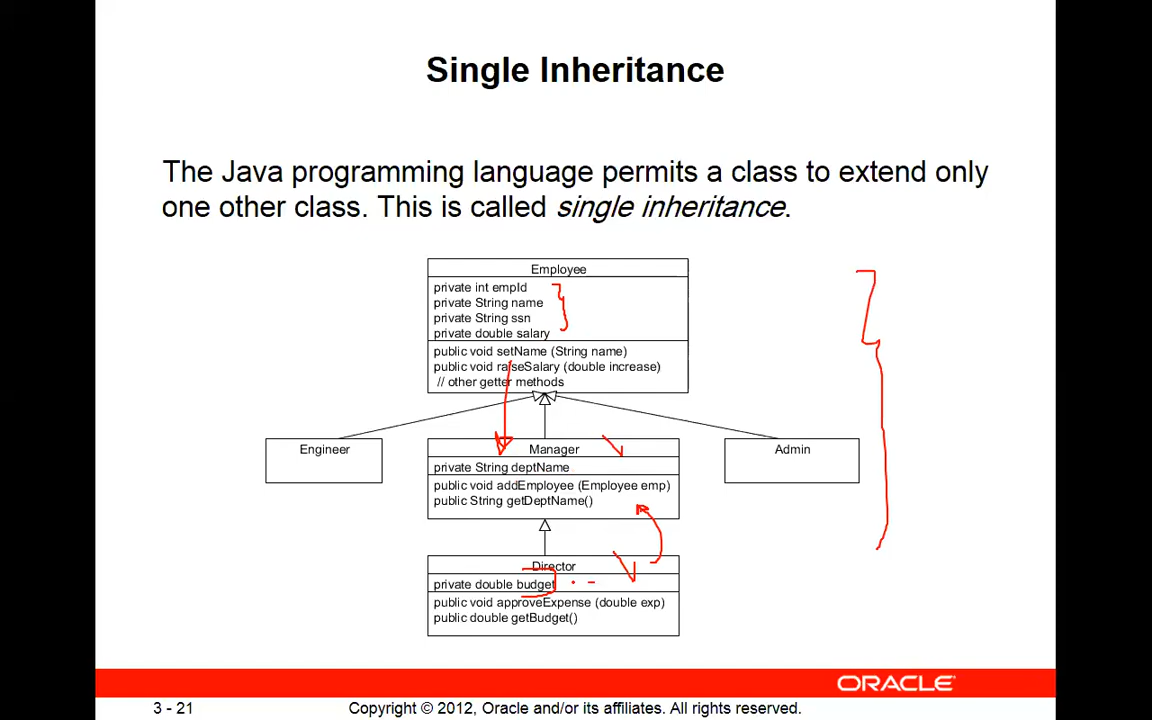 Single Inheritance
The Java programming language permits a class to extend only
one other class. This is called single inheritance.
Employee
private int empId
private String name
private String ssn
private double salary
public void setName (String name)
public void raiseSalary (double increase)
// other getter methods
Engineer
Manager
private String deptName
public void addEmployee (Employee emp)
public String getDeptName()
Admin
Director
private double budget
public void approveExpense (double exp)
public double getBudget()
ORACLE
3 - 21
Copyright © 2012, Oracle and/or its affiliates. All rights reserved.